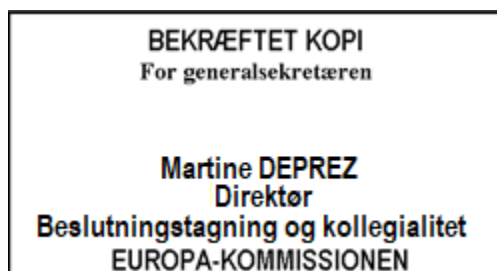 BEKRÆFTET KOPI
For generalsekretæren
Martine DEPREZ
Direktør
Beslutningstagning og kollegialitet
EUROPA-KOMMISSIONEN